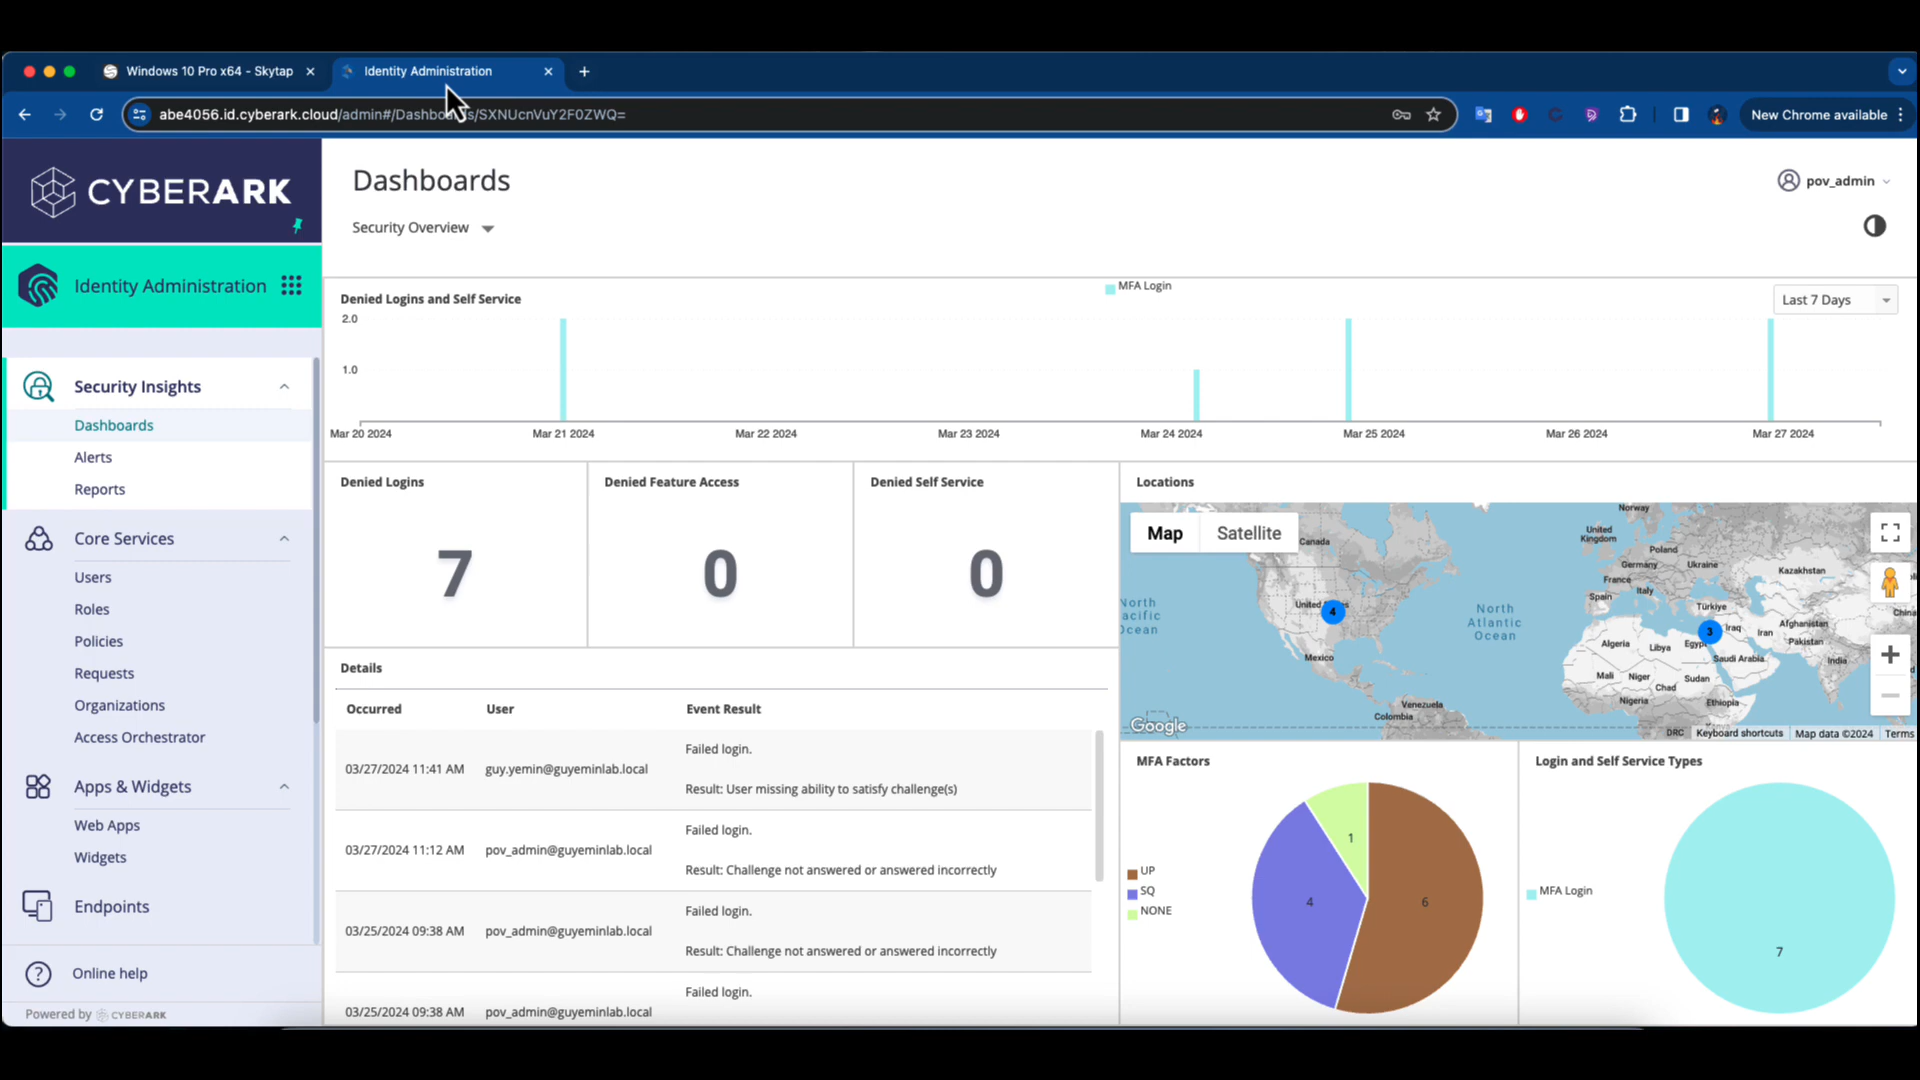 Windows 10 Pro x64 - Skytap
Identity Administration
abe4056.id.cyberark.cloud/admin#/Dashbo
s/SXNUcnVuY2F0ZWQ=
New Chrome available
CYBERARK
Dashboards
pov_admin
Security Overview
Identity Administration
Denied Logins and Self Service
MFA Login
Last 7 Days
2.0
1.0
Mar 20 2024
Mar 21 2024
Mar 22 2024
Mar 23 2024
Mar 24 2024
Mar 25 2024
Mar 26 2024
Mar 27 2024
Security Insights
Dashboards
Alerts
Reports
Core Services
Users
Roles
Policies
Requests
Organizations
Access Orchestrator
Apps & Widgets
Web Apps
Widgets
Endpoints
Online help
Powered by CYBERARK
Denied Logins
7
Denied Feature Access
0
Denied Self Service
0
Details
Occurred User Event Result
03/27/2024 11:41 AM guy.yemin@guyeminlab.local Failed login.
Result: User missing ability to satisfy challenge(s)
03/27/2024 11:12 AM pov_admin@guyeminlab.local Failed login.
Result: Challenge not answered or answered incorrectly
03/25/2024 09:38 AM pov_admin@guyeminlab.local Failed login.
Result: Challenge not answered or answered incorrectly
03/25/2024 09:38 AM pov_admin@guyeminlab.local Failed login.
Locations
Map
Satellite
Canada
United
Mexico
Venezuela
Colombia
North
Atlantic
Ocean
Norway
United
Kingdom
Poland
Germany
Ukraine
France
Kazakhstan
Spain
Italy
Türkiye
Iraq
Iran
Afghanistan
Pakistan
Algeria
Libya
Saudi Arabia
India
Mali
Niger
Chad
Sudan
Nigeria
Ethiopia
DRC
4
3
Google
Keyboard shortcuts
Map data ©2024
Terms
MFA Factors
UP
SQ
NONE
1
4
6
Login and Self Service Types
MFA Login
7